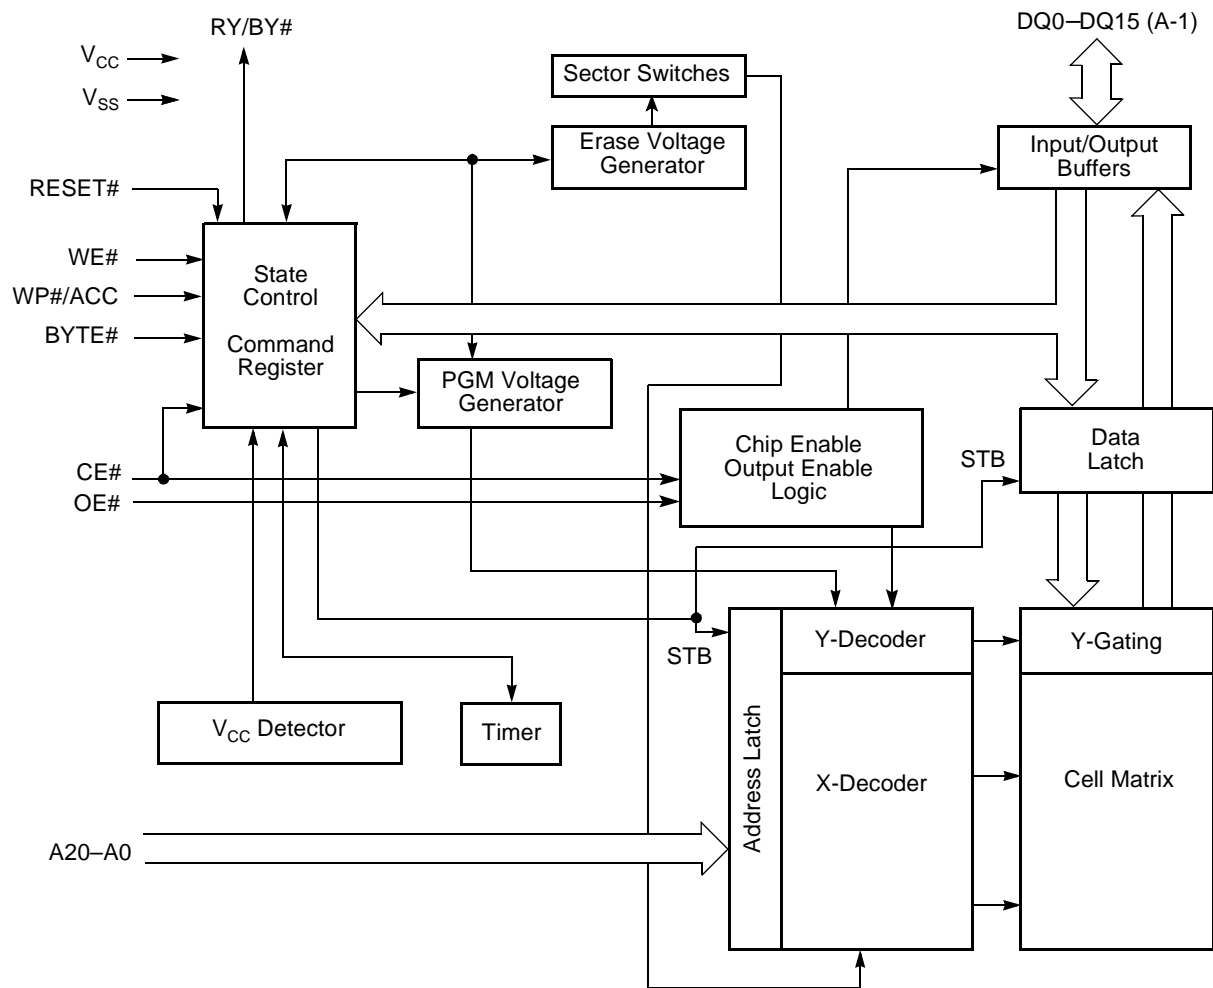 RY/BY#
DQ0–DQ15 (A-1)
VCC
VSS
Sector Switches
Erase Voltage
Generator
Input/Output
Buffers
RESET#
WE#
WP#/ACC
BYTE#
State
Control
Command
Register
PGM Voltage
Generator
CE#
OE#
Chip Enable
Output Enable
Logic
STB
Data
Latch
STB
Y-Decoder
Y-Gating
VCC Detector
Timer
Address Latch
X-Decoder
Cell Matrix
A20–A0